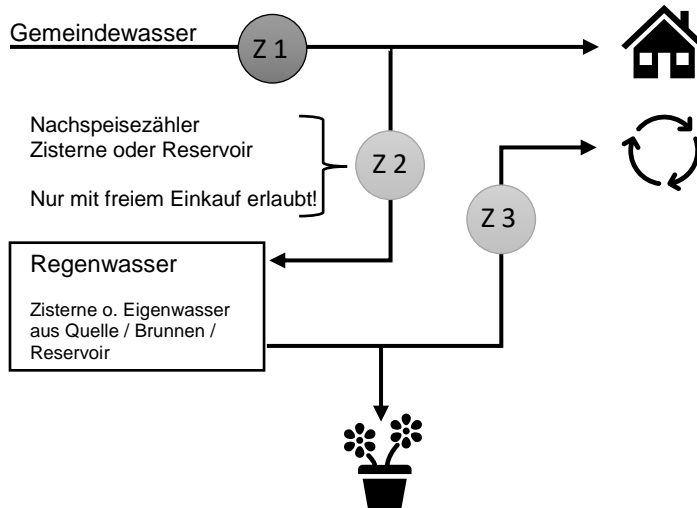 Gemeindewasser
Z 1
Nachspeisezähler
Zisterne oder Reservoir
Z 2
Nur mit freiem Einkauf erlaubt!
Z 3
Regenwasser
Zisterne o. Eigenwasser
aus Quelle / Brunnen /
Reservoir